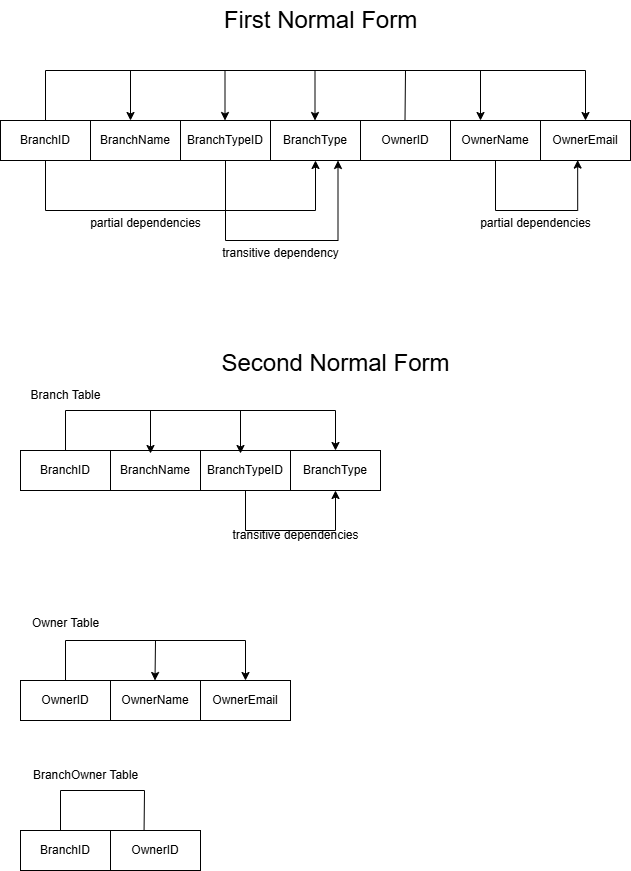 First Normal Form
BranchID BranchName BranchTypeID BranchType OwnerID OwnerName OwnerEmail
partial dependencies partial dependencies
transitive dependency
Second Normal Form
Branch Table
BranchID BranchName BranchTypeID BranchType
transitive dependencies
Owner Table
OwnerID OwnerName OwnerEmail
BranchOwner Table
BranchID OwnerID